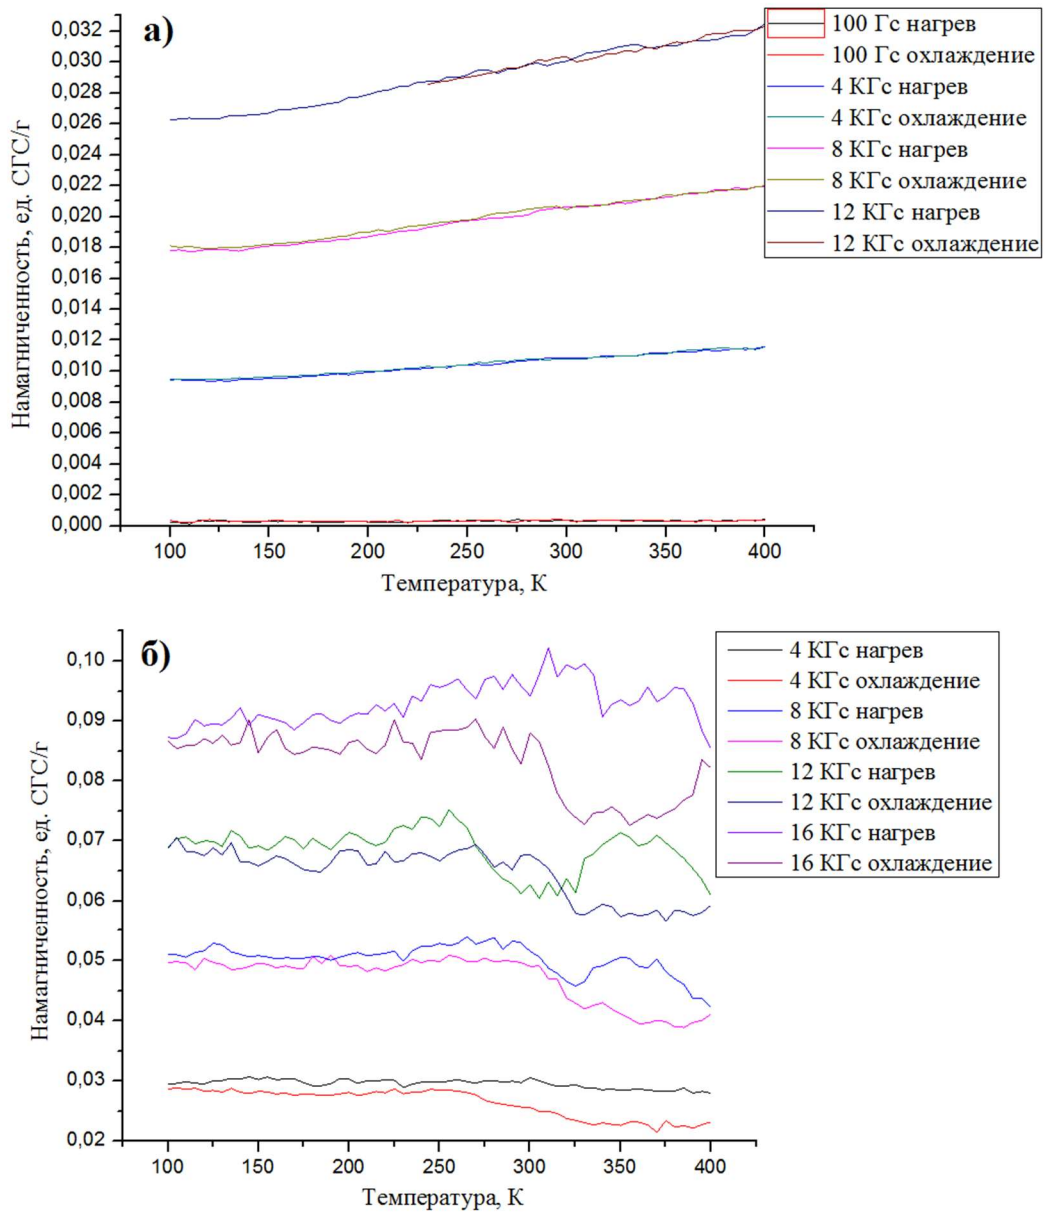 а)
Намагниченность, ед. СГС/г
0,032
0,030
0,028
0,026
0,024
0,022
0,020
0,018
0,016
0,014
0,012
0,010
0,008
0,006
0,004
0,002
0,000
100 150 200 250 300 350 400
Температура, К
100 Гс нагрев
100 Гс охлаждение
4 КГс нагрев
4 КГс охлаждение
8 КГс нагрев
8 КГс охлаждение
12 КГс нагрев
12 КГс охлаждение
б)
Намагниченность, ед. СГС/г
0,10
0,09
0,08
0,07
0,06
0,05
0,04
0,03
0,02
100 150 200 250 300 350 400
Температура, К
4 КГс нагрев
4 КГс охлаждение
8 КГс нагрев
8 КГс охлаждение
12 КГс нагрев
12 КГс охлаждение
16 КГс нагрев
16 КГс охлаждение